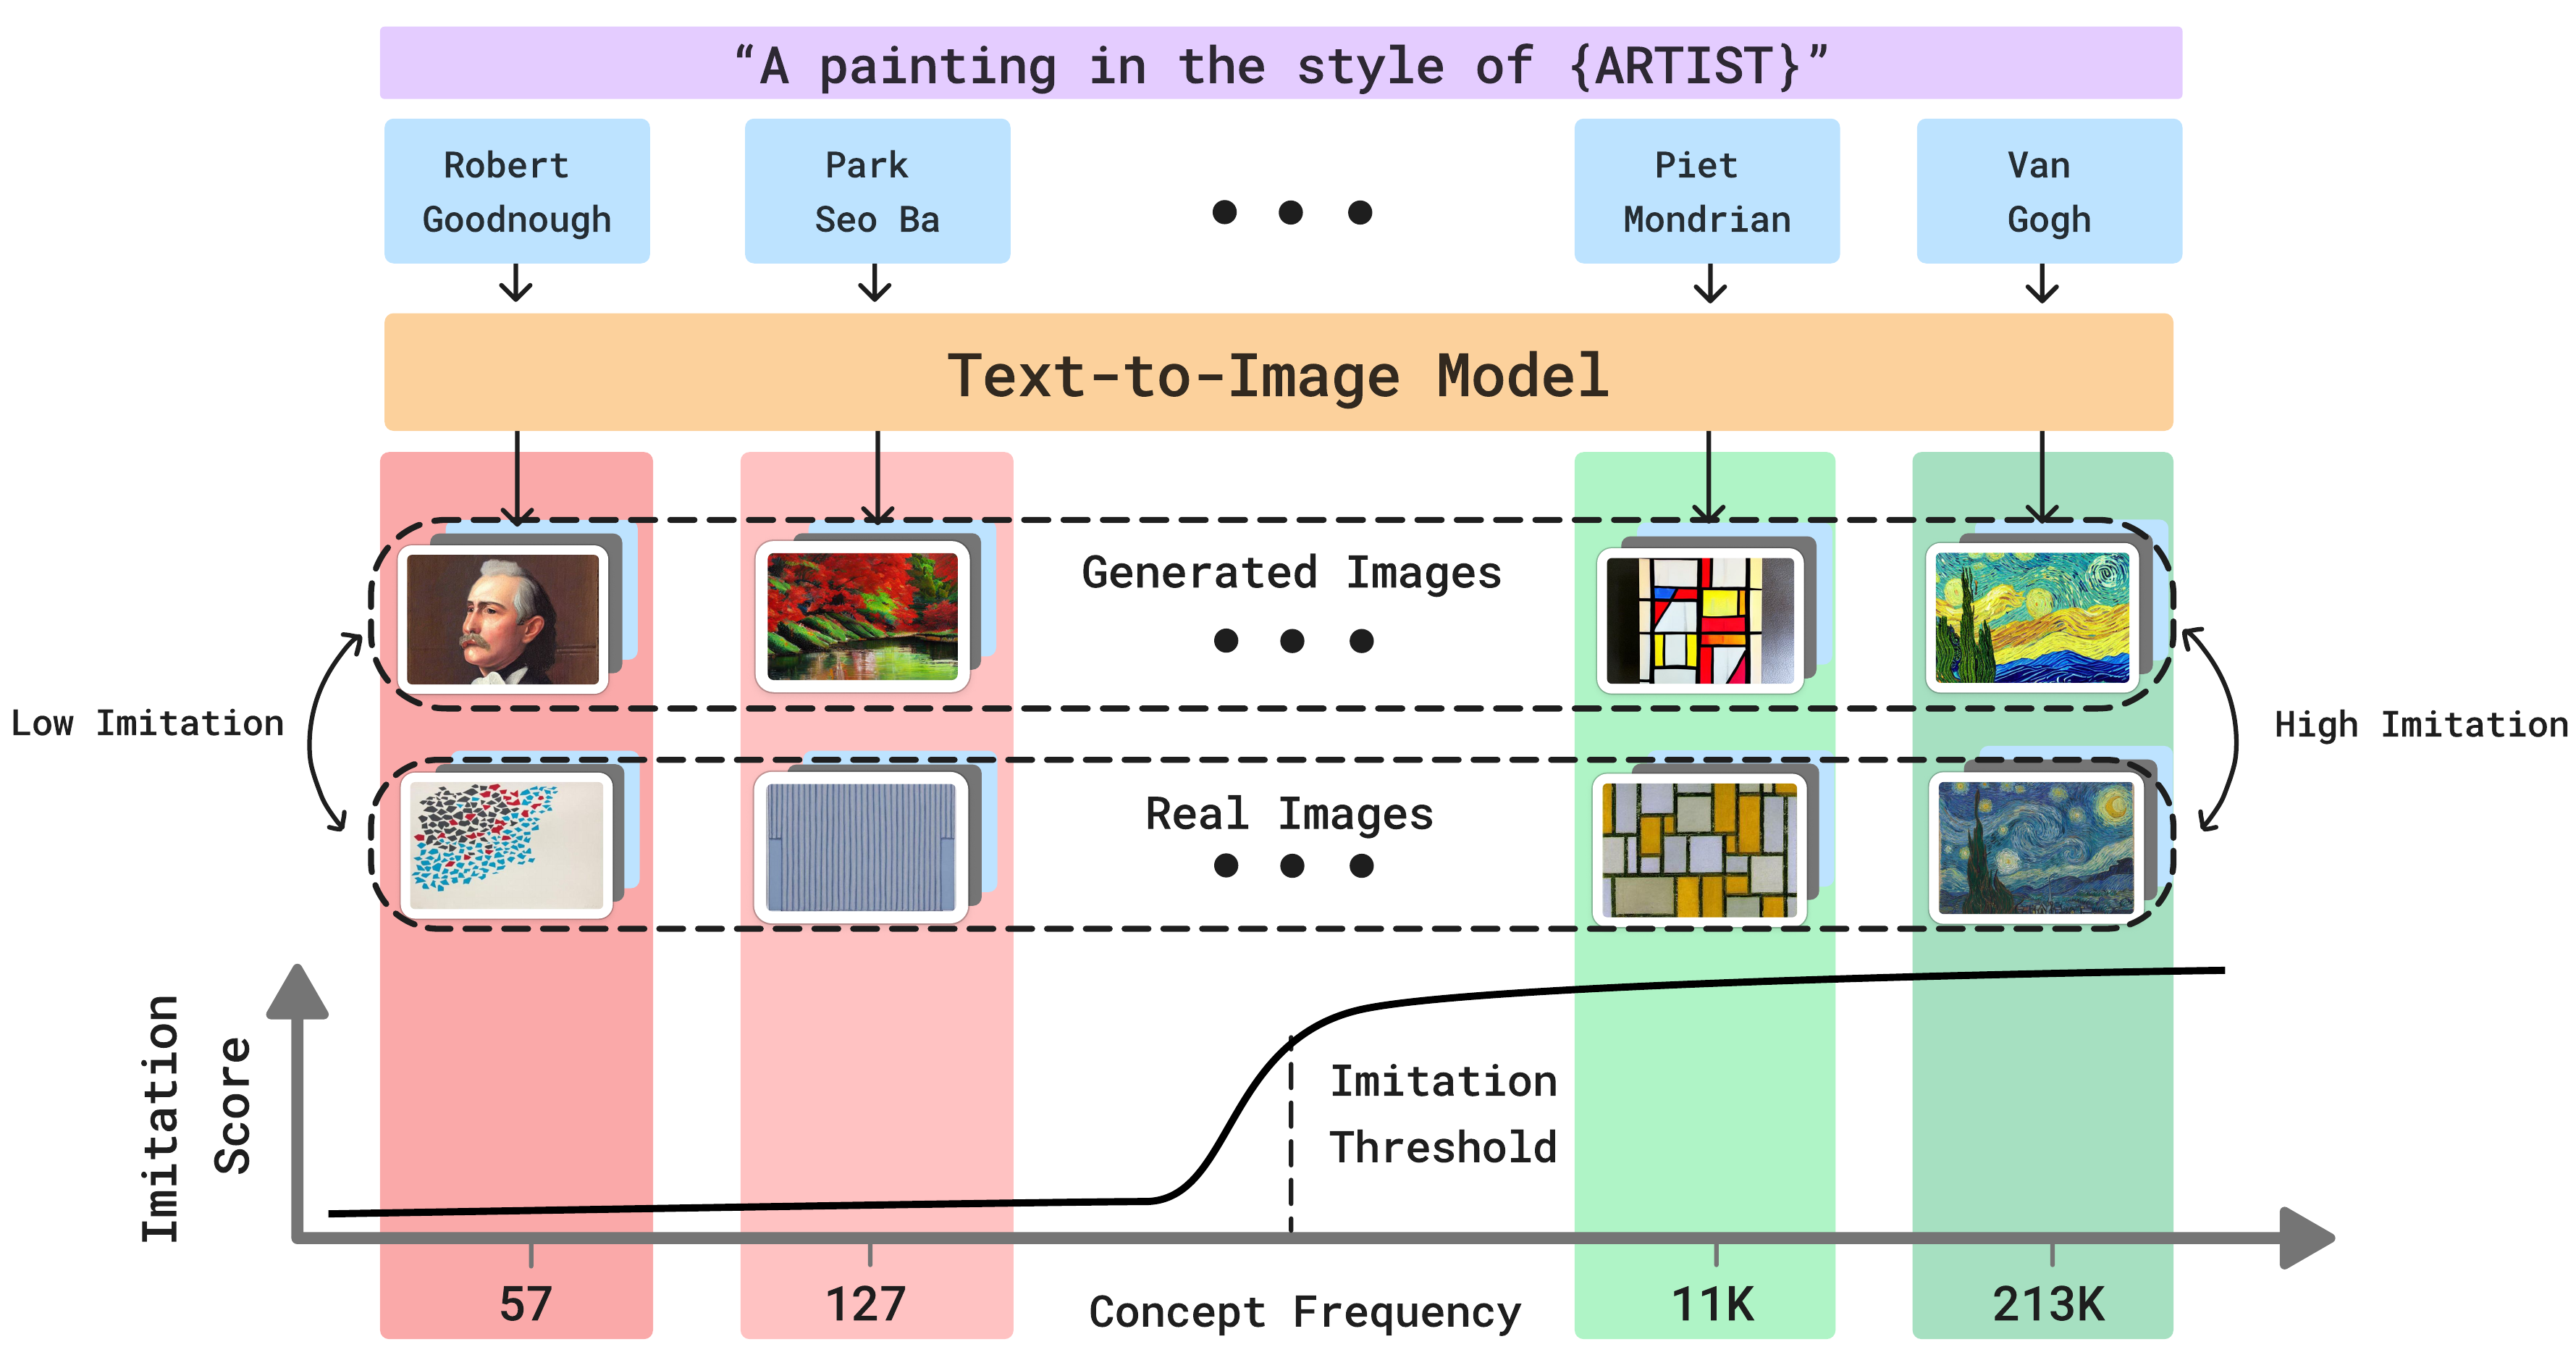 “A painting in the style of {ARTIST}”
Robert
Goodnough
Park
Seo Ba
Piet
Mondrian
Van
Gogh
Text-to-Image Model
Generated Images
Low Imitation
High Imitation
Real Images
Imitation
Score
Imitation
Threshold
57
127
Concept Frequency
11K
213K